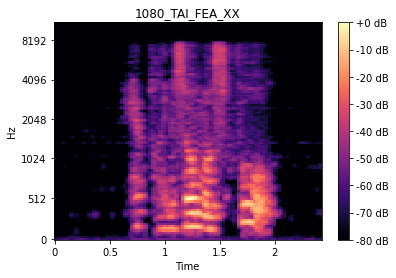 1080_TAI_FEA_XX
+0 dB
8192
-10 dB
4096
-20 dB
-30 dB
2048
-40 dB
Hz
1024
-50 dB
512
-60 dB
-70 dB
0
-80 dB
0 0.5 1 1.5 2
Time